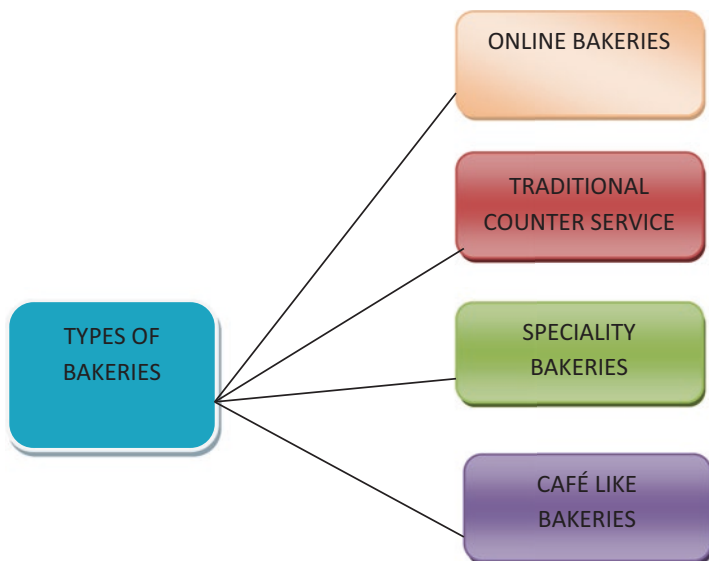 ONLINE BAKERIES
TRADITIONAL
COUNTER SERVICE
TYPES OF
BAKERIES
SPECIALITY
BAKERIES
CAFÉ LIKE
BAKERIES